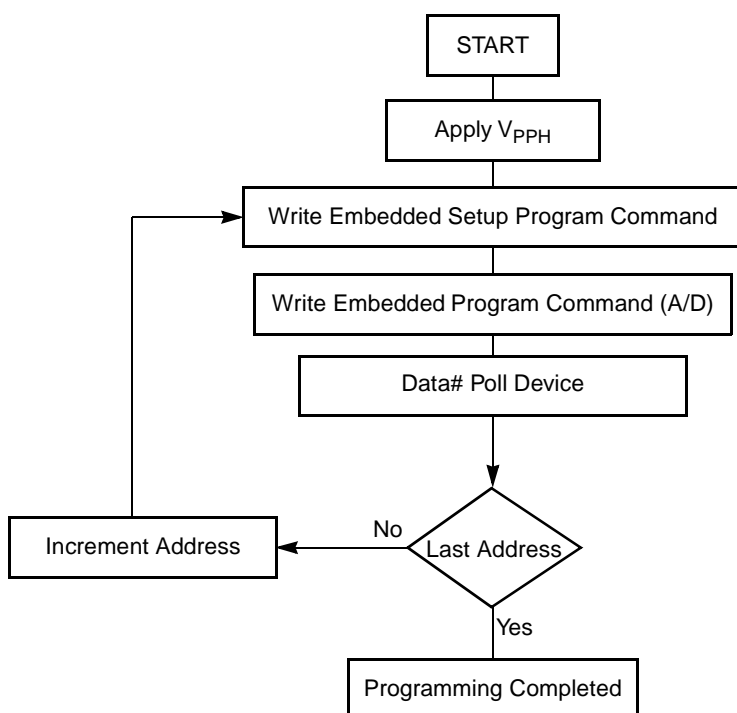 START
Apply VPPH
Write Embedded Setup Program Command
Write Embedded Program Command (A/D)
Data# Poll Device
Last Address
No
Increment Address
Yes
Programming Completed